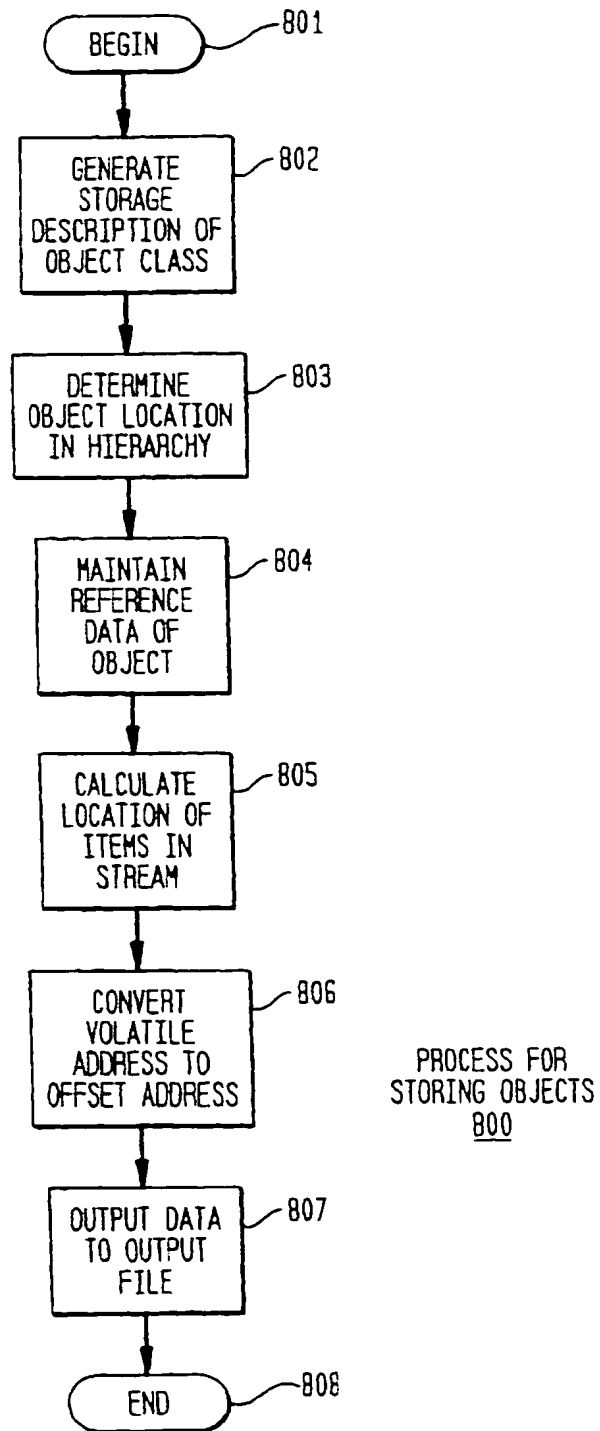 BEGIN
801
GENERATE
STORAGE
DESCRIPTION OF
OBJECT CLASS
802
DETERMINE
OBJECT LOCATION
IN HIERARCHY
803
MAINTAIN
REFERENCE
DATA OF
OBJECT
804
CALCULATE
LOCATION OF
ITEMS IN
STREAM
805
CONVERT
VOLATILE
ADDRESS TO
OFFSET ADDRESS
806
PROCESS FOR
STORING OBJECTS
800
OUTPUT DATA
TO OUTPUT
FILE
807
END
808